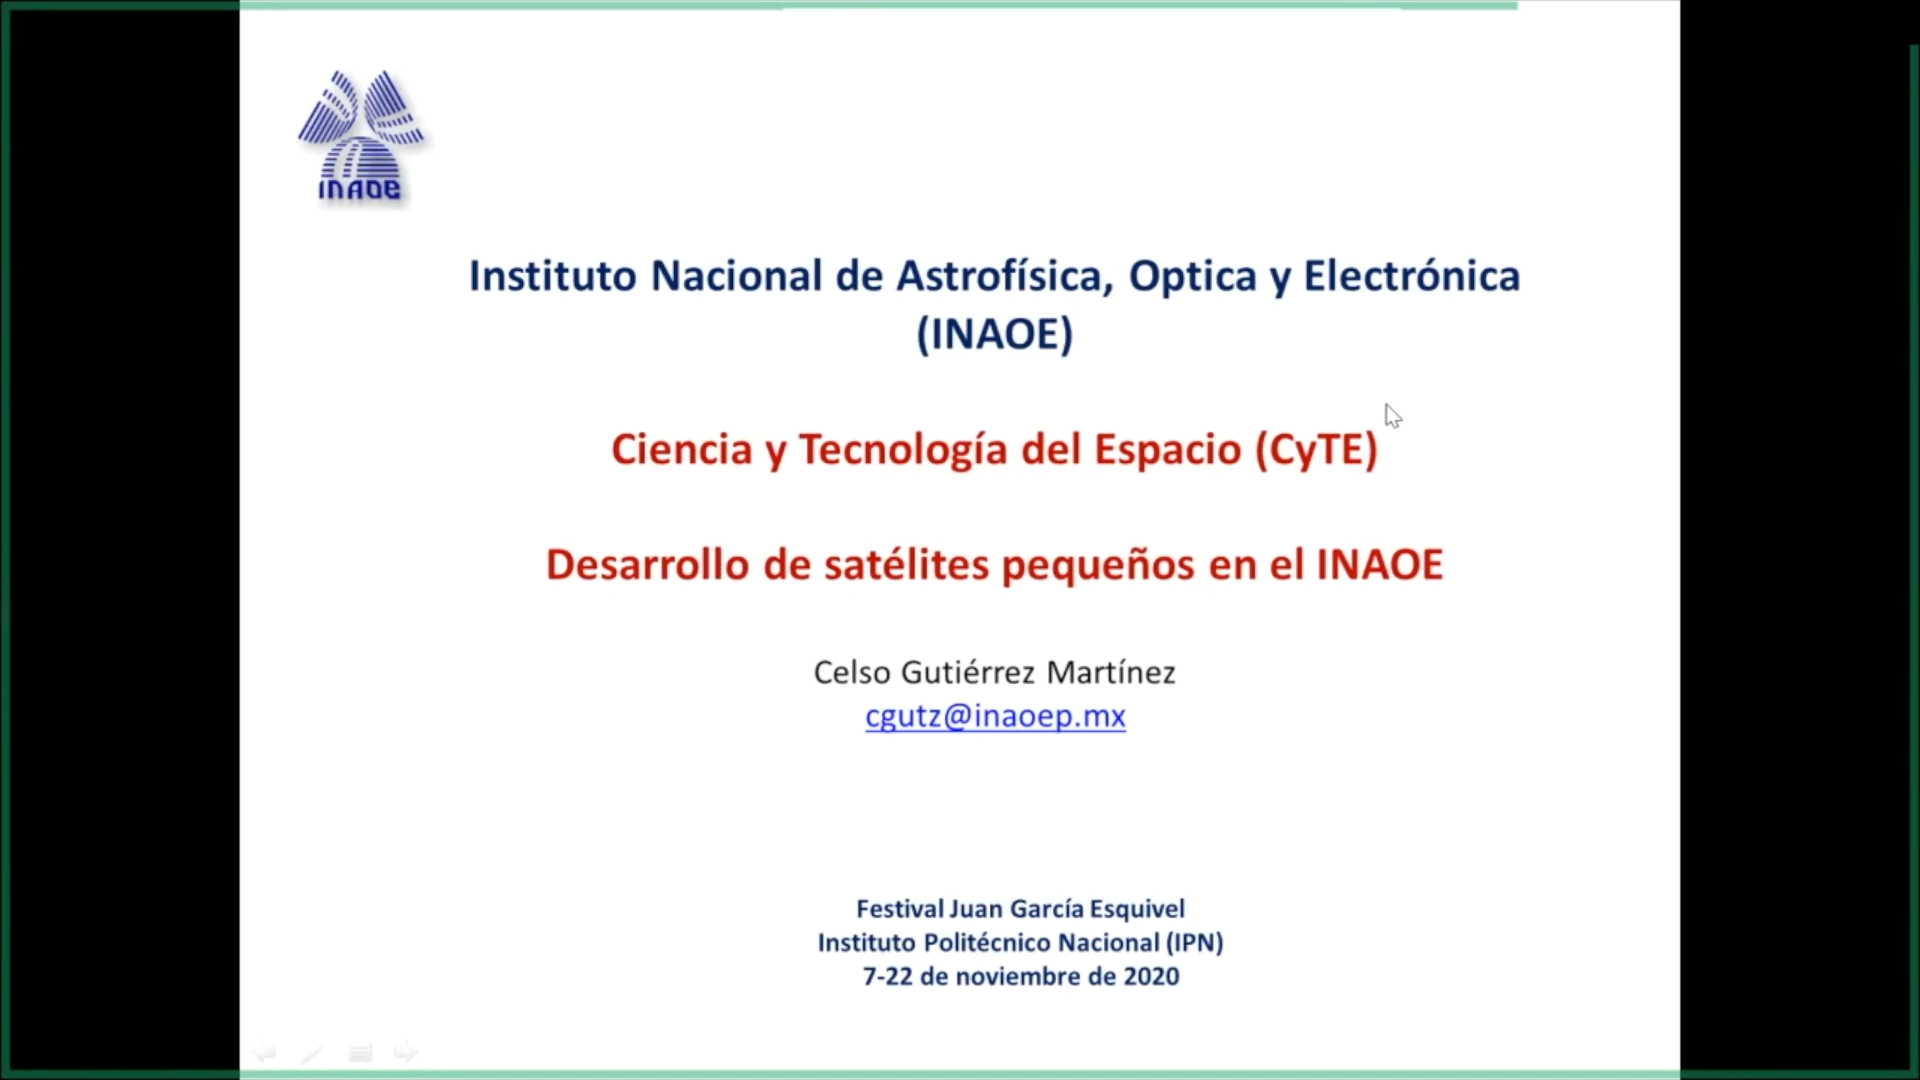 INAOE
Instituto Nacional de Astrofísica, Optica y Electrónica
(INAOE)
Ciencia y Tecnología del Espacio (CyTE)
Desarrollo de satélites pequeños en el INAOE
Celso Gutiérrez Martínez
cgutz@inaoep.mx
Festival Juan García Esquivel
Instituto Politécnico Nacional (IPN)
7-22 de noviembre de 2020